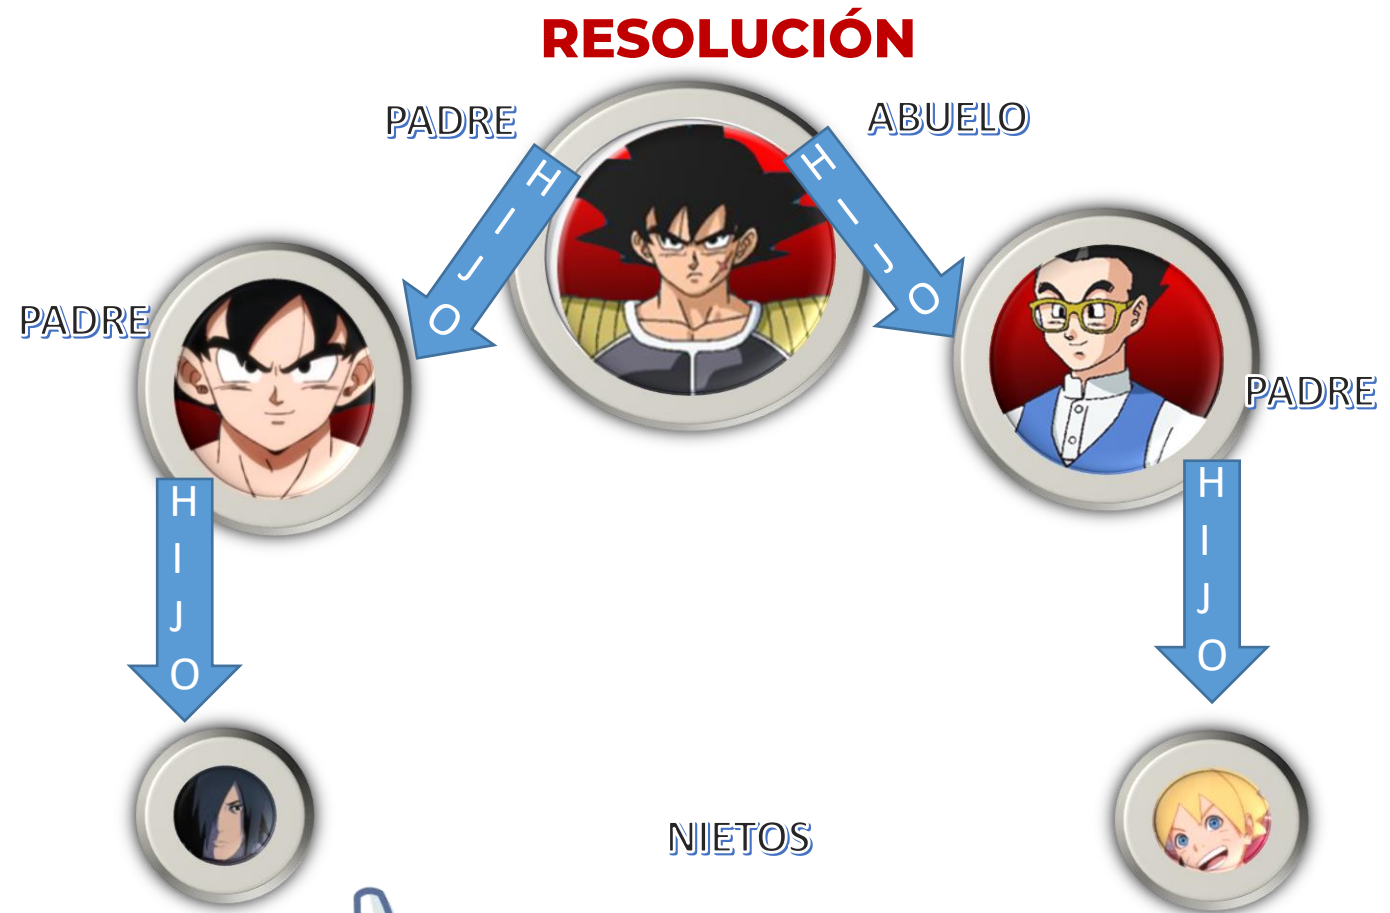 RESOLUCIÓN
PADRE
ABUELO
HIJO
HIJO
PADRE
PADRE
HIJO
HIJO
NIETOS